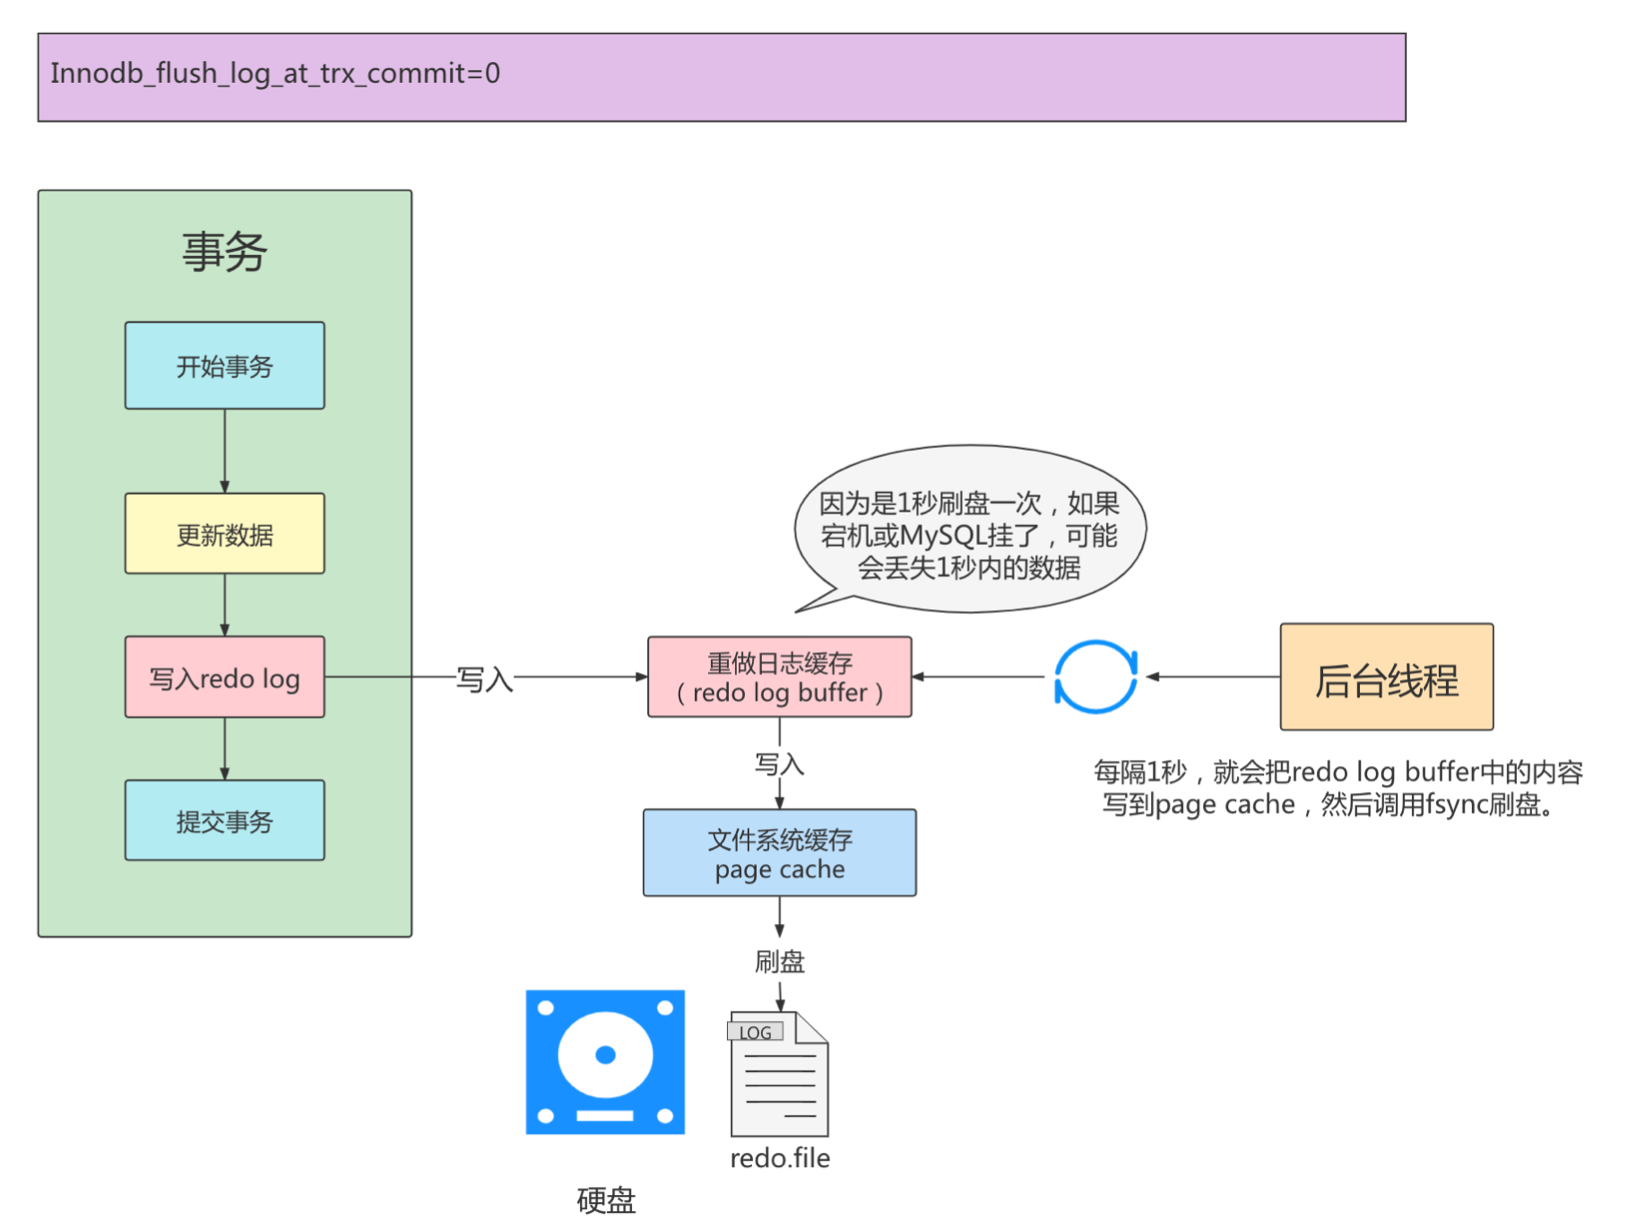 Innodb_flush_log_at_trx_commit=0
事务
开始事务
更新数据
写入redo log
提交事务
写入
因为是1秒刷盘一次，如果
宕机或MySQL挂了，可能
会丢失1秒内的数据
重做日志缓存
（redo log buffer）
后台线程
每隔1秒，就会把redo log buffer中的内容
写到page cache，然后调用fsync刷盘。
写入
文件系统缓存
page cache
刷盘
LOG
redo.file
硬盘